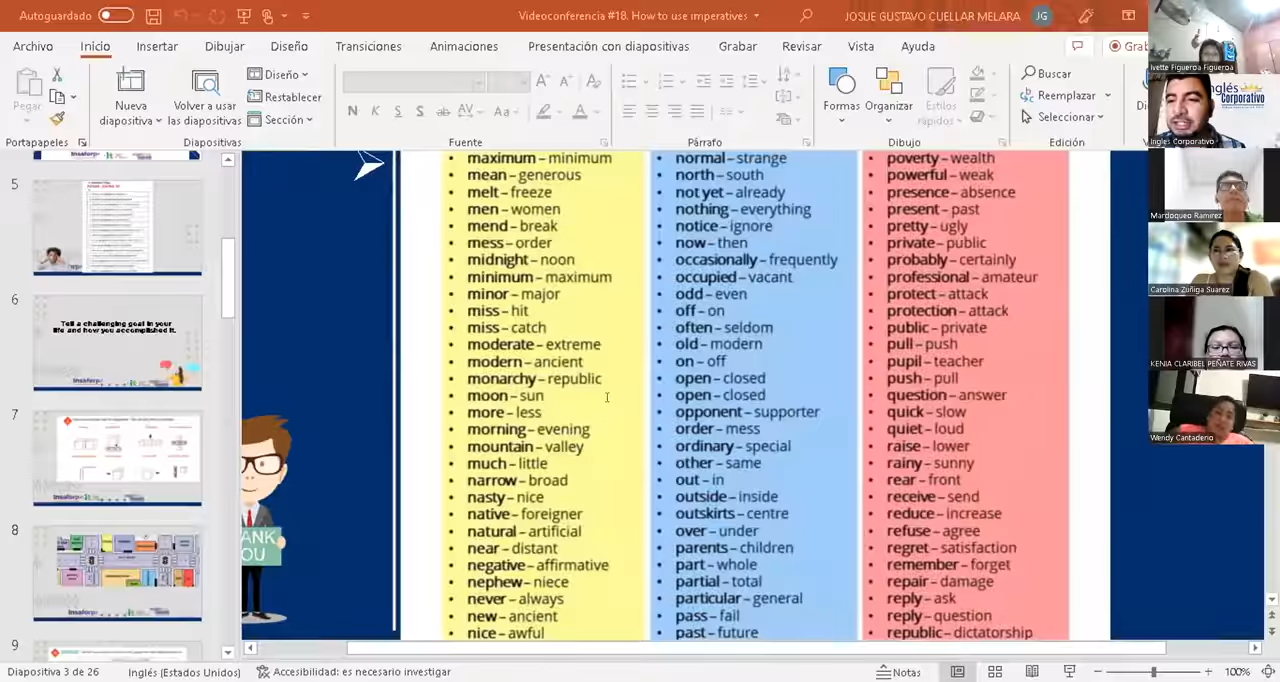 Autoguardado
Videoconferencia #18. How to use imperatives
JOSUE GUSTAVO CUELLAR MELARA
JG
Archivo Inicio Insertar Dibujar Diseño Transiciones Animaciones Presentación con diapositivas Grabar Revisar Vista Ayuda
Grab
Pegar
Nueva diapositiva
Volver a usar las diapositivas
Diseño
Restablecer
Sección
Formas
Organizar
Estilos rápidos
Buscar
Reemplazar
Seleccionar
Portapapeles
Diapositivas
Fuente
Párrafo
Dibujo
Edición
5
6
Tell a challenging goal in your
life and how you accomplished it.
7
8
9
ANK
OU
maximum – minimum
mean – generous
melt – freeze
men – women
mend – break
mess – order
midnight – noon
minimum – maximum
minor – major
miss – hit
miss – catch
moderate – extreme
modern – ancient
monarchy – republic
moon – sun
more – less
morning – evening
mountain – valley
much – little
narrow – broad
nasty – nice
native – foreigner
natural – artificial
near – distant
negative – affirmative
nephew – niece
never – always
new – ancient
nice – awful
normal – strange
north – south
not yet – already
nothing – everything
notice – ignore
now – then
occasionally – frequently
occupied – vacant
odd – even
off – on
often – seldom
old – modern
on – off
open – closed
open – closed
opponent – supporter
order – mess
ordinary – special
other – same
out – in
outside – inside
outskirts – centre
over – under
parents – children
part – whole
partial – total
particular – general
pass – fail
past – future
poverty – wealth
powerful – weak
presence – absence
present – past
pretty – ugly
private – public
probably – certainly
professional – amateur
protect – attack
protection – attack
public – private
pull – push
pupil – teacher
push – pull
question – answer
quick – slow
quiet – loud
raise – lower
rainy – sunny
rear – front
receive – send
reduce – increase
refuse – agree
regret – satisfaction
remember – forget
repair – damage
reply – ask
reply – question
republic – dictatorship
Ivette Figueroa Figueroa
Inglés
Corporativo
Ingles Corporativo
Mardoqueo Ramirez
Carolina Zuñiga Suarez
KENIA CLARIBEL PEÑATE RIVAS
Wendy Cantaderio
Diapositiva 3 de 26
Inglés (Estados Unidos)
Accesibilidad: es necesario investigar
Notas
100%